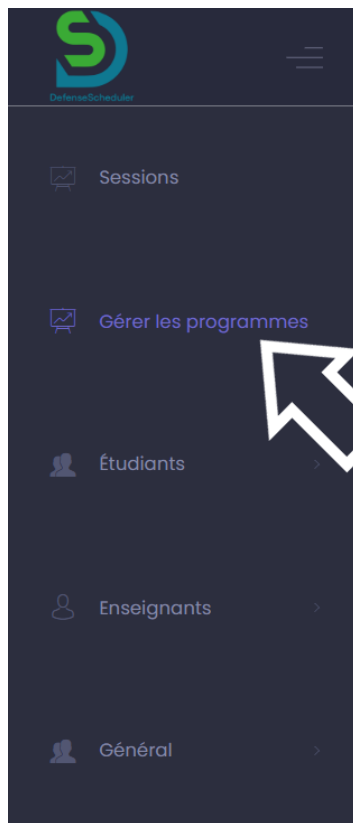 DefenseScheduler
Sessions
Gérer les programmes
Étudiants
Enseignants
Général